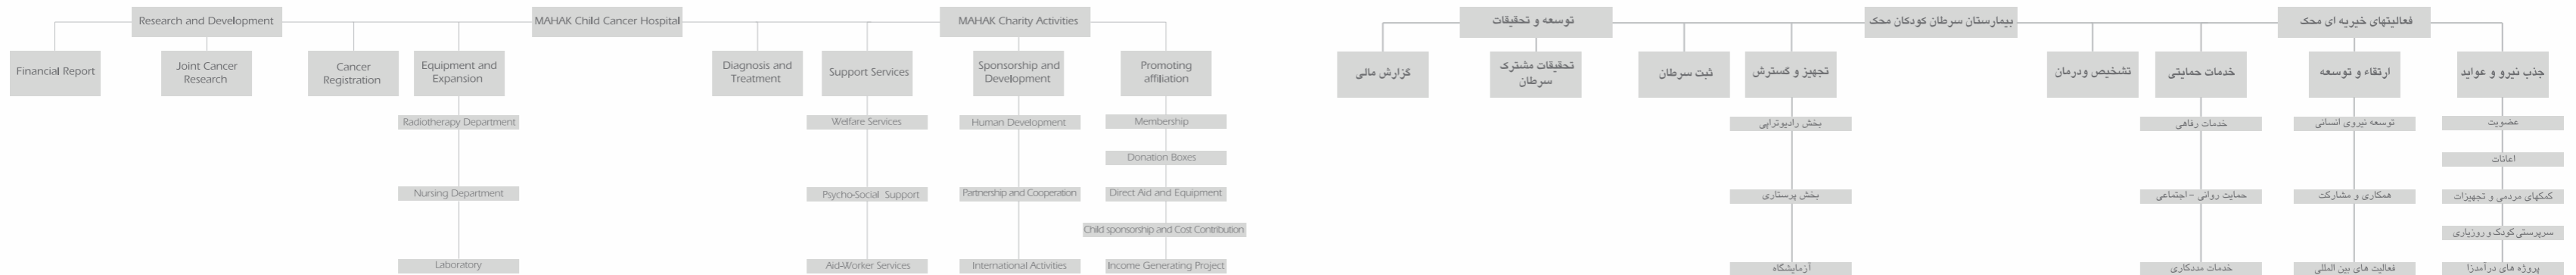 Research and Development
MAHAK Child Cancer Hospital
MAHAK Charity Activities
Financial Report
Joint Cancer
Research
Cancer
Registration
Equipment and
Expansion
Diagnosis and
Treatment
Support Services
Sponsorship and
Development
Promoting
affiliation
Radiotherapy Department
Welfare Services
Human Development
Membership
Donation Boxes
Nursing Department
Psycho-Social Support
Partnership and Cooperation
Direct Aid and Equipment
Child sponsorship and Cost Contribution
Laboratory
Aid-Worker Services
International Activities
Income Generating Project
فعالیتهای خیریه ای محک
بیمارستان سرطان کودکان محک
توسعه و تحقیقات
جذب نیرو و عواید
ارتقاء و توسعه
خدمات حمایتی
تشخیص ودرمان
تجهیز و گسترش
ثبت سرطان
تحقیقات مشترک
سرطان
گزارش مالی
عضویت
توسعه نیروی انسانی
خدمات رفاهی
بخش رادیوتراپی
اعانات
کمکهای مردمی و تجهیزات
همکاری و مشارکت
حمایت روانی – اجتماعی
بخش پرستاری
سرپرستی کودک و روزیاری
پروژه های درآمدزا
فعالیت های بین المللی
خدمات مددکاری
آزمایشگاه